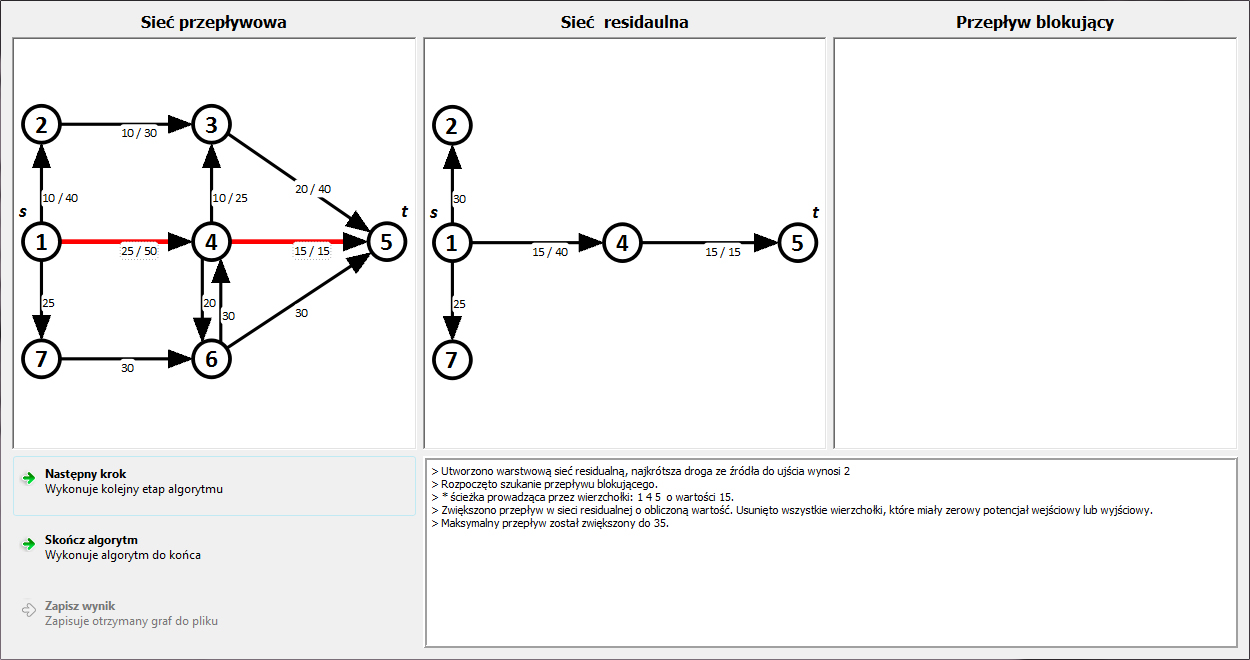 Sieć przepływowa
2
3
10 / 30
10 / 40
10 / 25
20 / 40
s
t
1
4
5
25 / 50
15 / 15
25
20
30
30
7
6
30
Sieć residaulna
2
30
s
t
1
4
5
15 / 40
15 / 15
25
7
Przepływ blokujący
Następny krok
Wykonuje kolejny etap algorytmu
Skończ algorytm
Wykonuje algorytm do końca
Zapisz wynik
Zapisuje otrzymany graf do pliku
> Utworzono warstwową sieć residualną, najkrótsza droga ze źródła do ujścia wynosi 2
> Rozpoczęto szukanie przepływu blokującego.
> * ścieżka prowadząca przez wierzchołki: 1 4 5 o wartości 15.
> Zwiększono przepływ w sieci residualnej o obliczoną wartość. Usunięto wszystkie wierzchołki, które miały zerowy potencjał wejściowy lub wyjściowy.
> Maksymalny przepływ został zwiększony do 35.